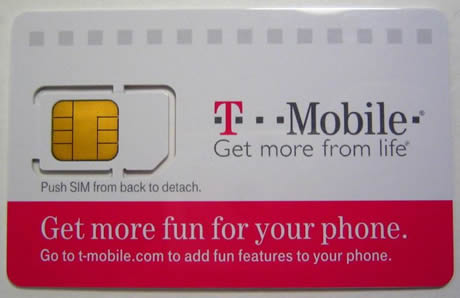 T··Mobile·®
Get more from life®
Push SIM from back to detach.
Get more fun for your phone.
Go to t-mobile.com to add fun features to your phone.